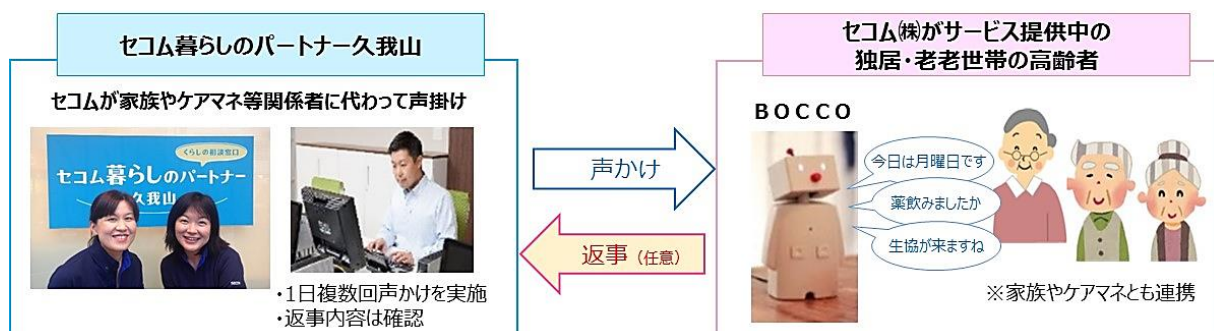 セコム暮らしのパートナー久我山
セコムが家族やケアマネ等関係者に代わって声掛け
くらしの相談窓口
セコム暮らしのパートナー
久我山
・1日複数回声かけを実施
・返事内容は確認
声かけ
返事（任意）
セコム㈱がサービス提供中の
独居・老老世帯の高齢者
ＢＯＣＣＯ
今日は月曜日です
薬飲みましたか
生協が来ますね
※家族やケアマネとも連携